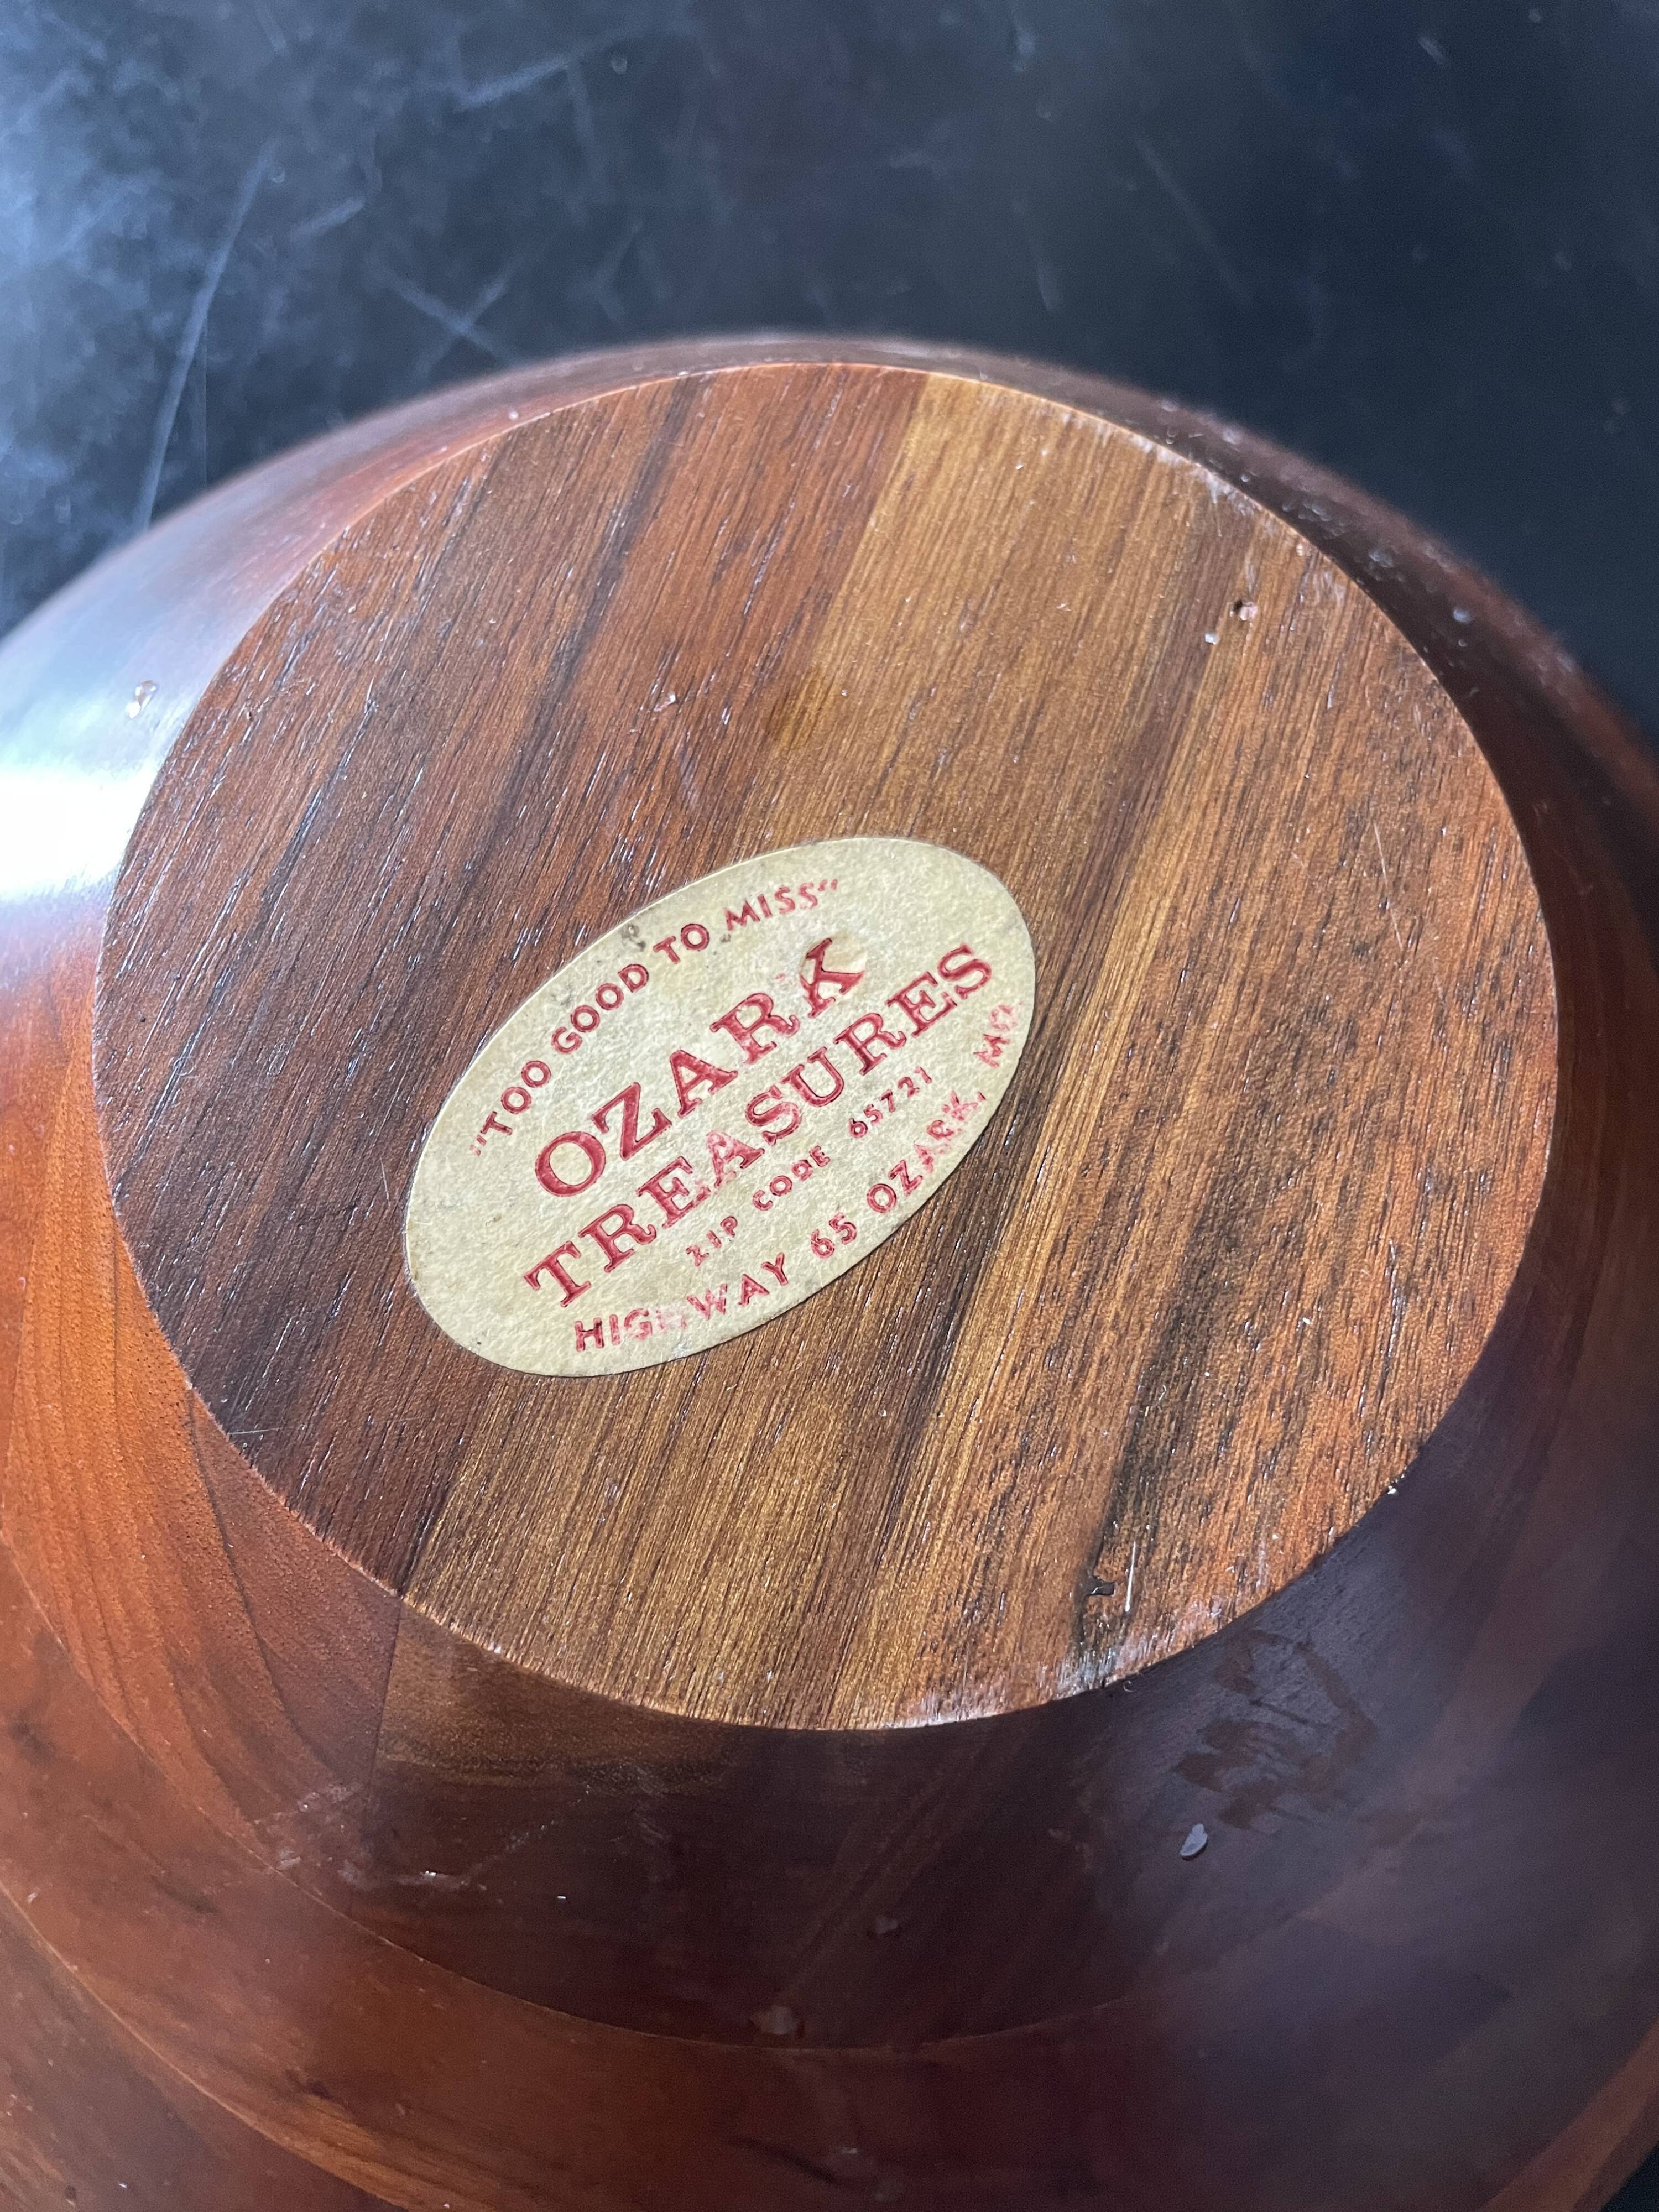 "TOO GOOD TO MISS"
OZARK
TREASURES
ZIP CODE 65721
HIGHWAY 65 OZARK, MO